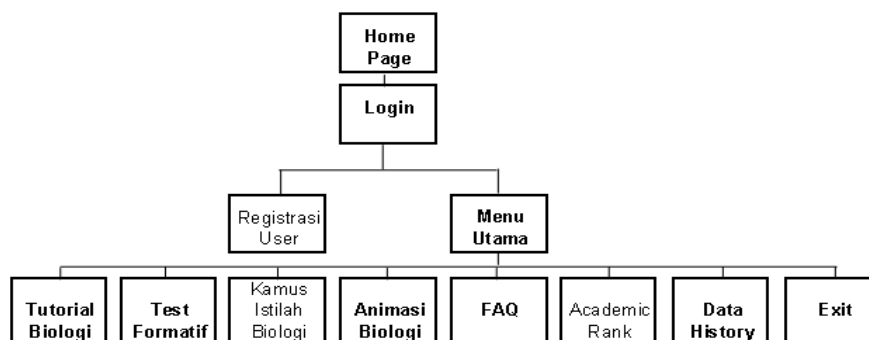 Home
Page
Login
Registrasi
User
Menu
Utama
Tutorial
Biologi
Test
Formatif
Kamus
Istilah
Biologi
Animasi
Biologi
FAQ
Academic
Rank
Data
History
Exit